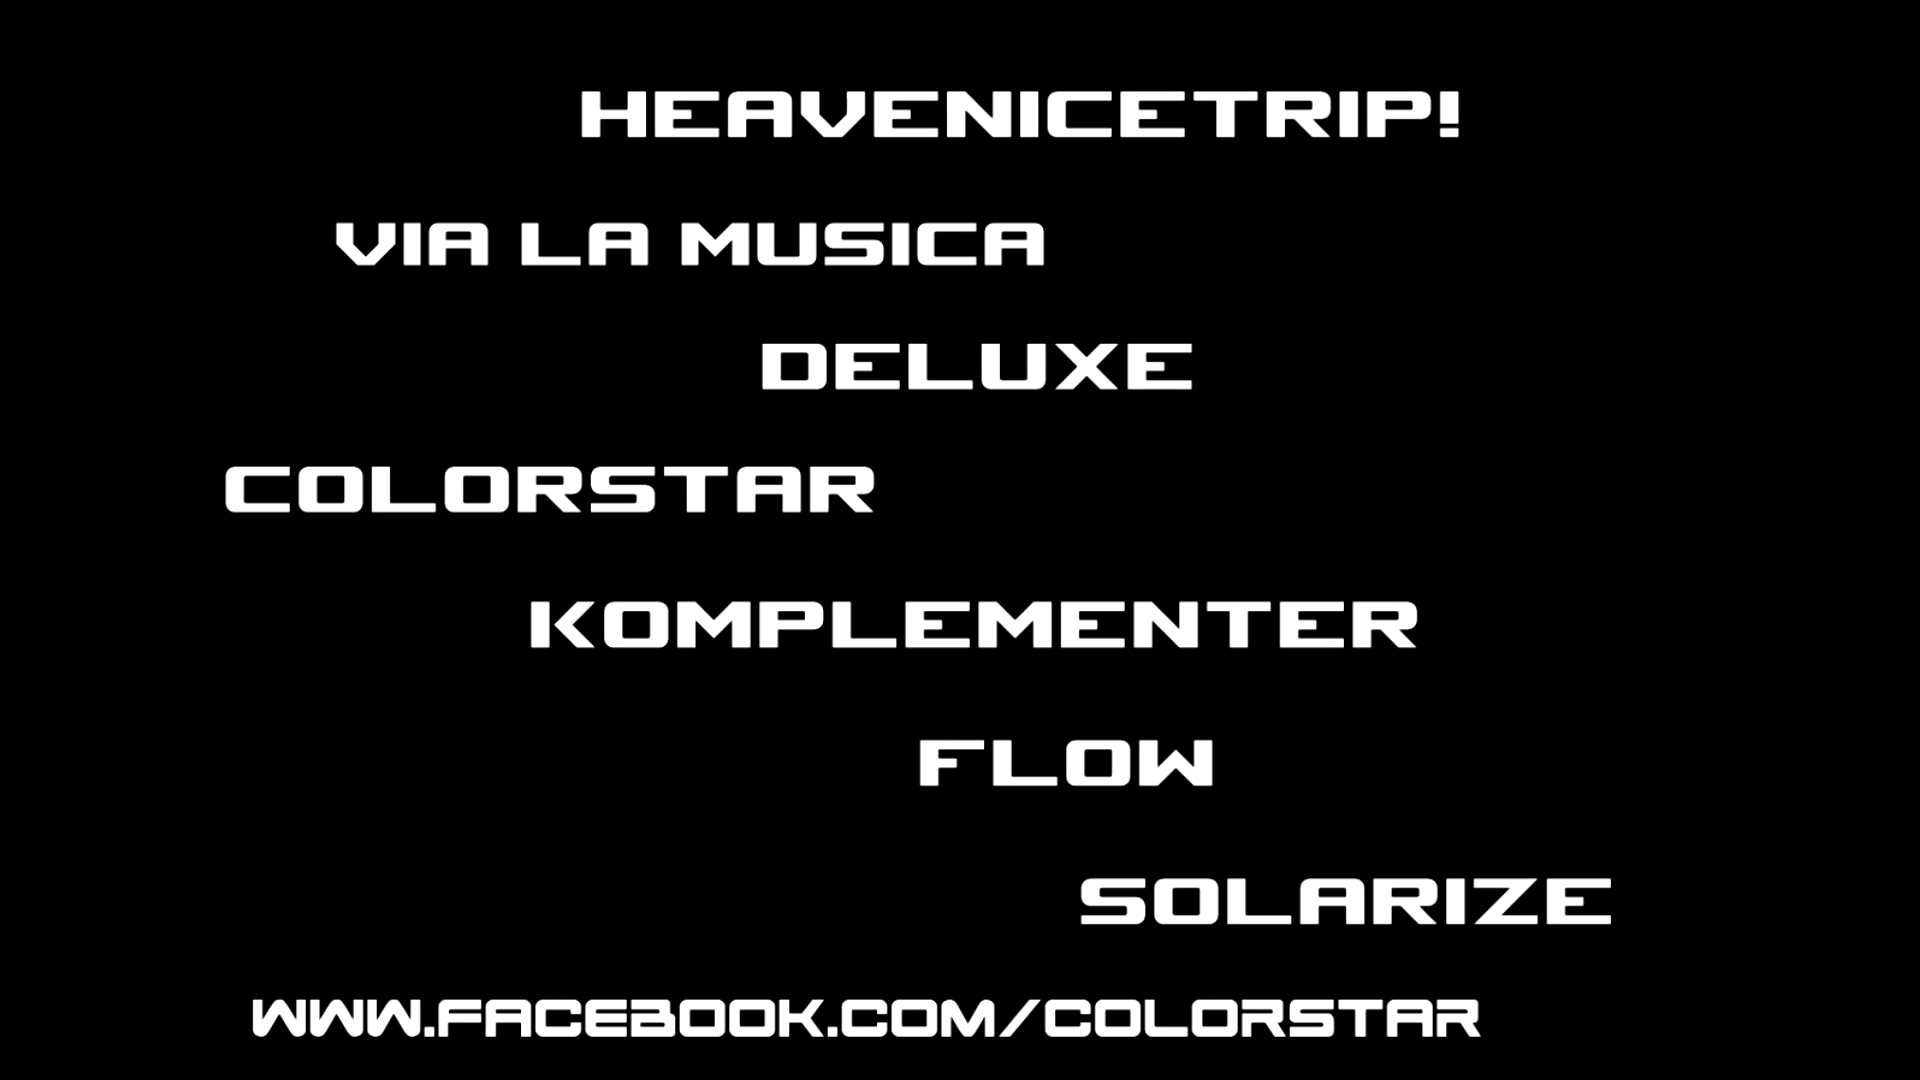 HEAVENICETRIP!
VIA LA MUSICA
DELUXE
COLORSTAR
KOMPLEMENTER
FLOW
SOLARIZE
WWW.FACEBOOK.COM/COLORSTAR